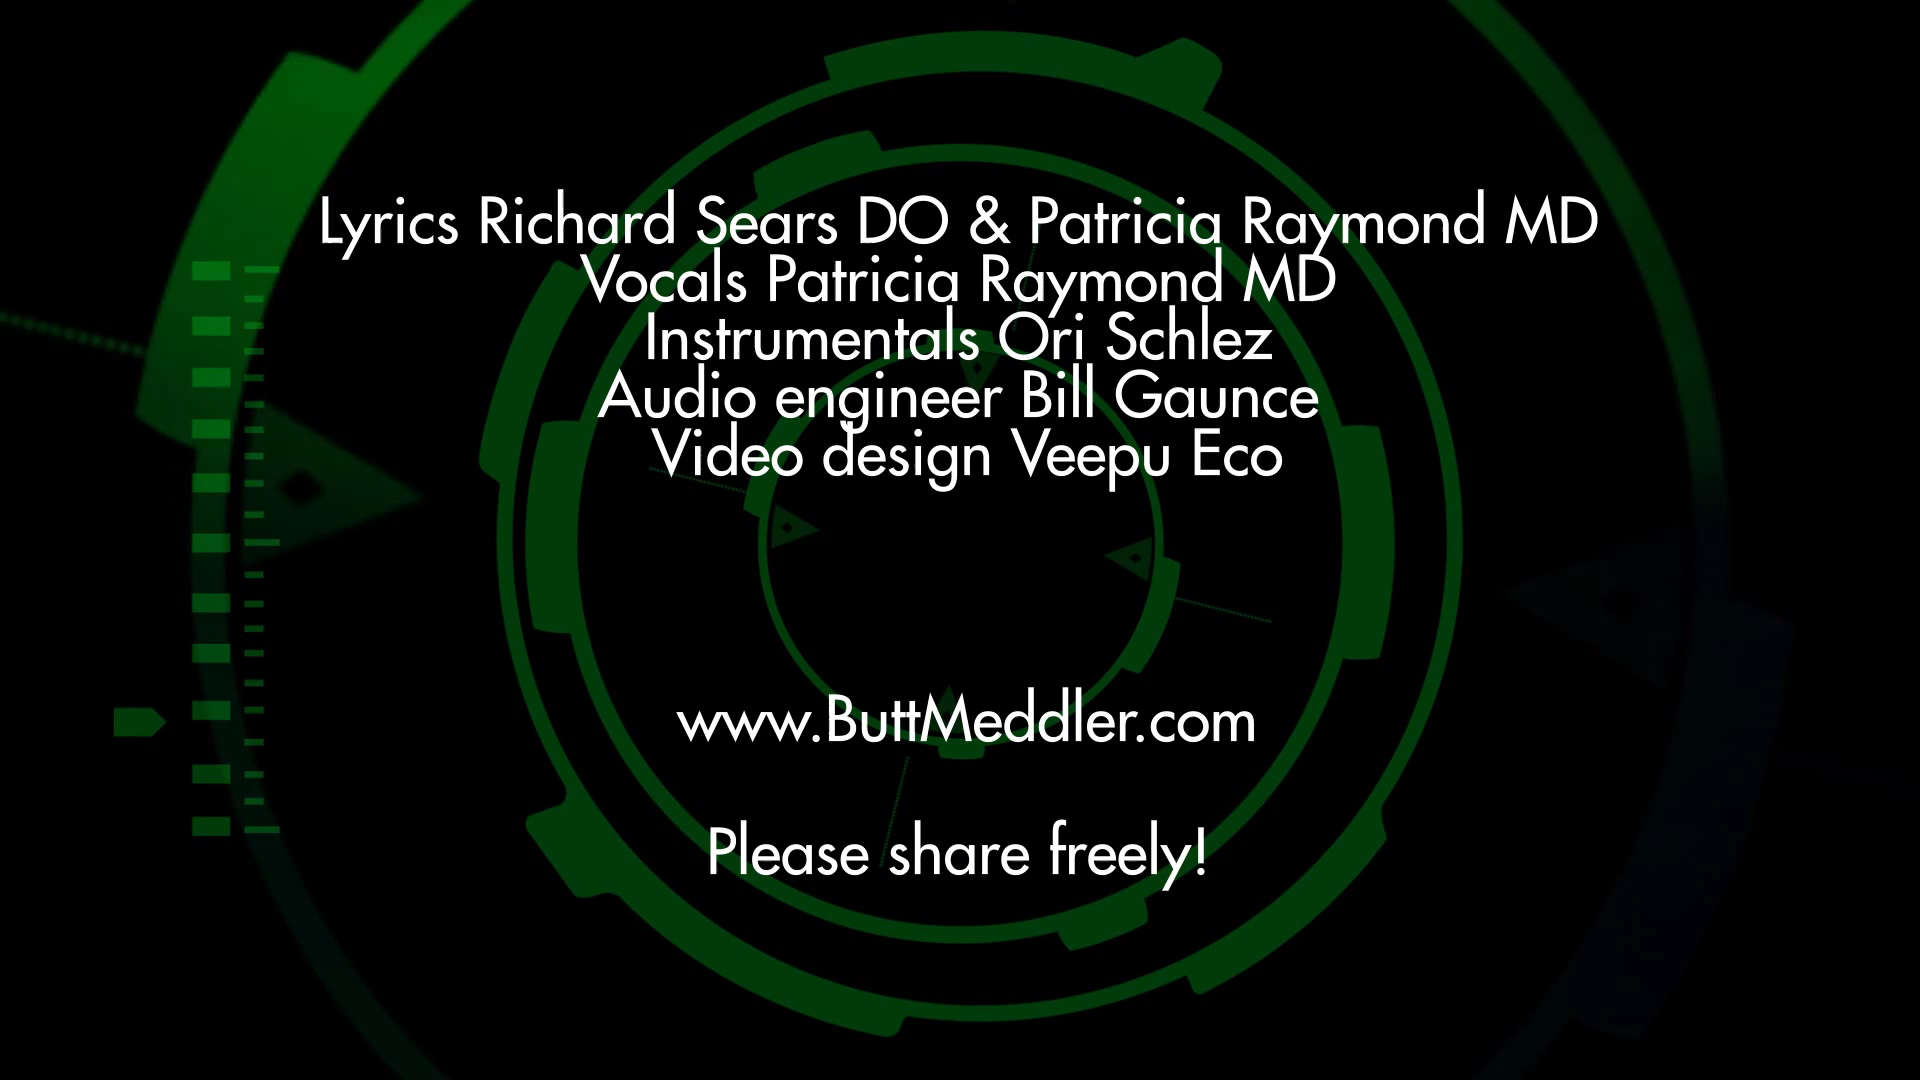 Lyrics Richard Sears DO & Patricia Raymond MD
Vocals Patricia Raymond MD
Instrumentals Ori Schlez
Audio engineer Bill Gaunce
Video design Veepu Eco
www.ButtMeddler.com
Please share freely!